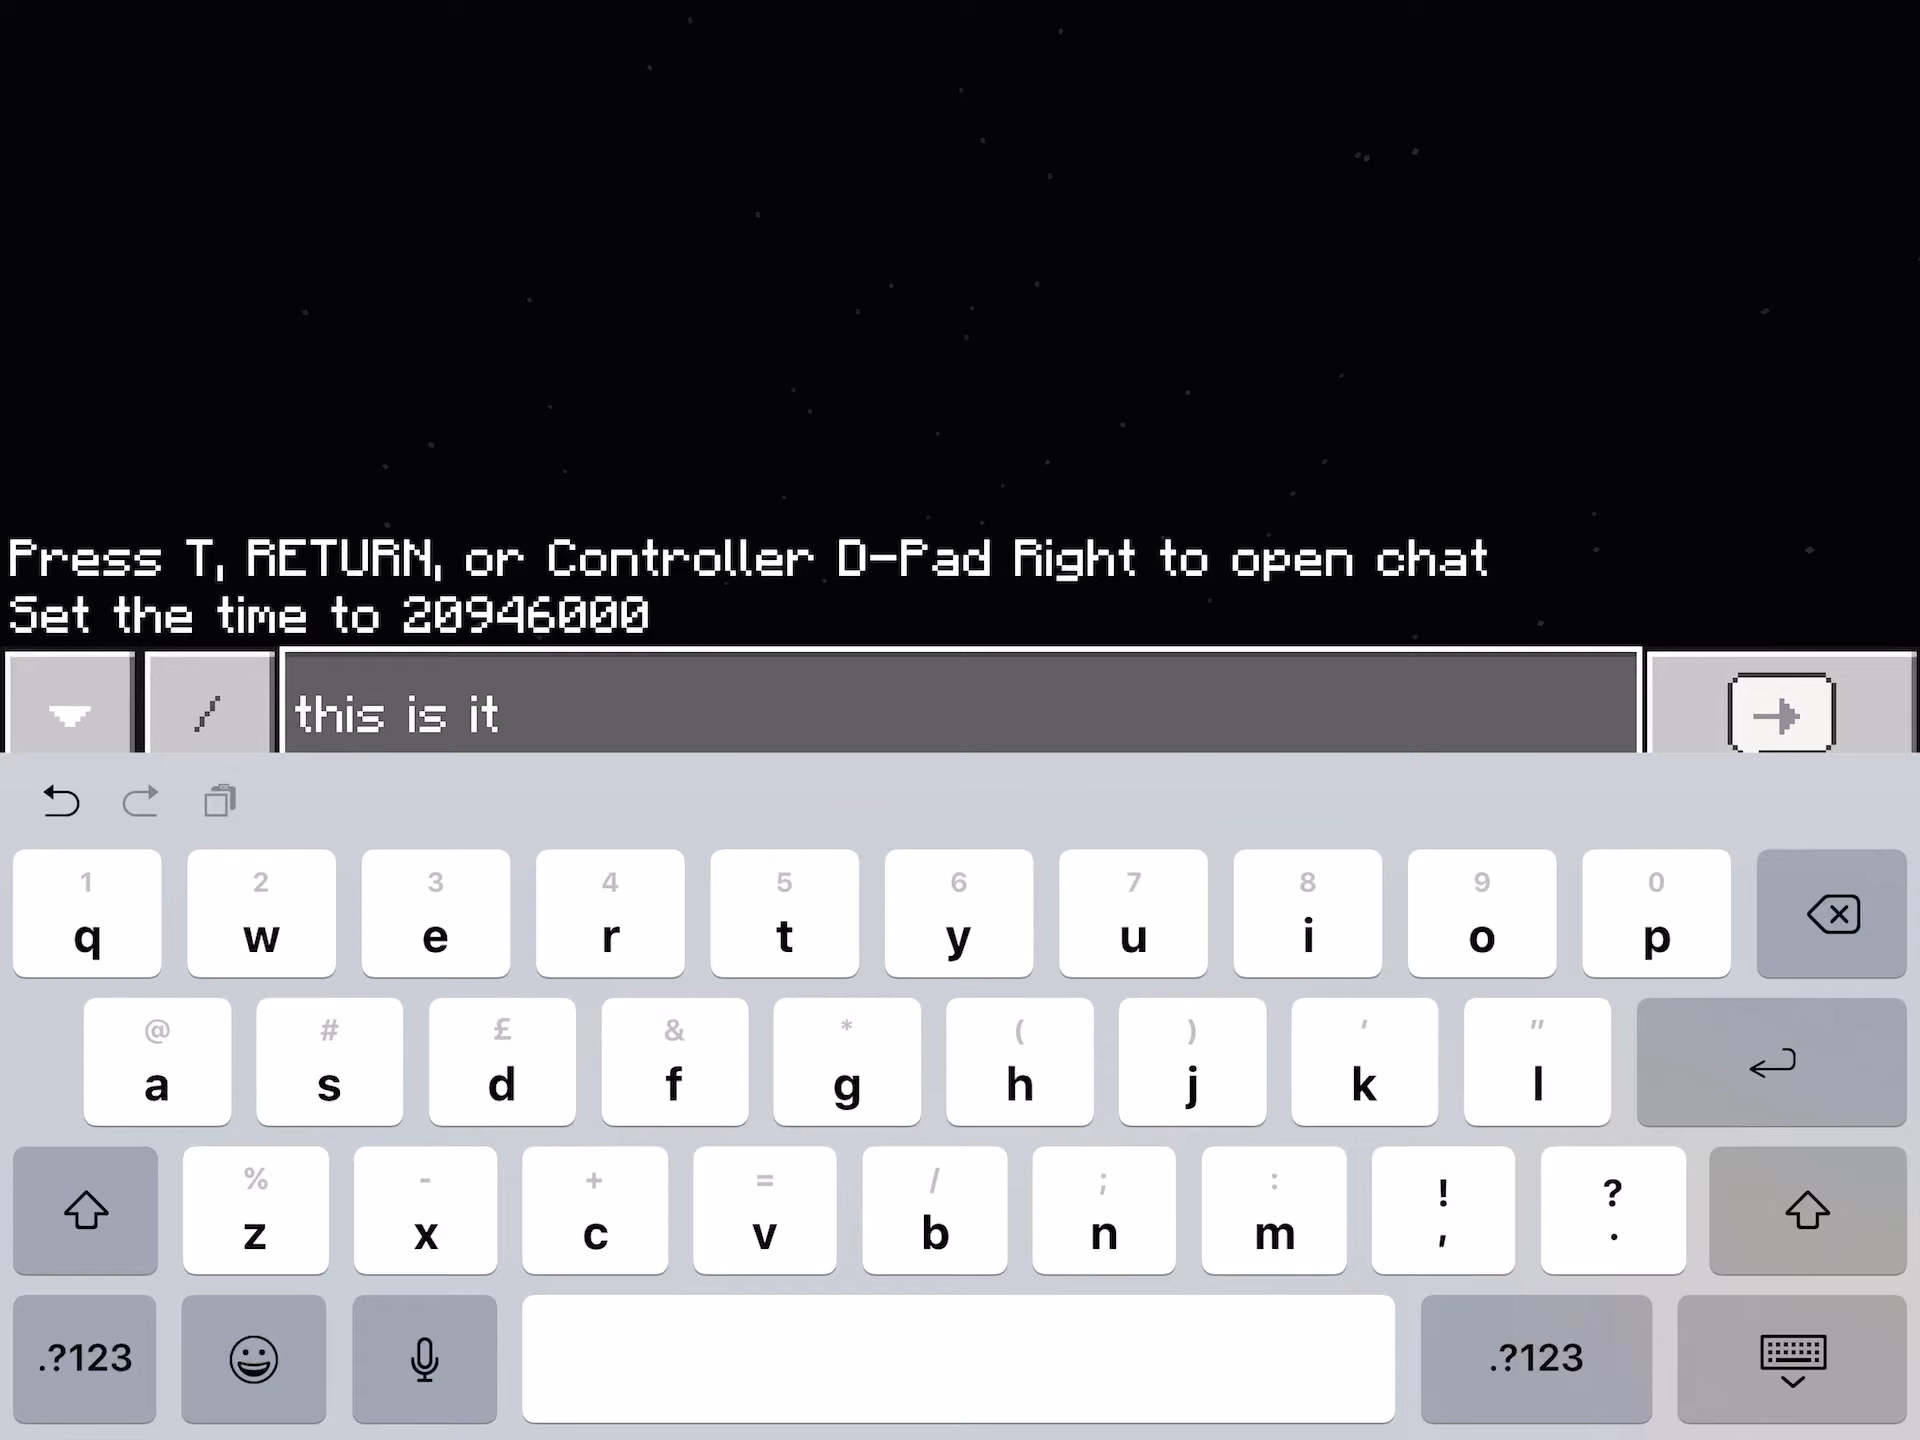 Press T, RETURN, or Controller D-Pad Right to open chat
Set the time to 20946000
/ this is it
1 2 3 4 5 6 7 8 9 0
q w e r t y u i o p
@ # £ & * ( ) ' "
a s d f g h j k l
% - + = / ; : ! ?
z x c v b n m , .
.?123 .?123